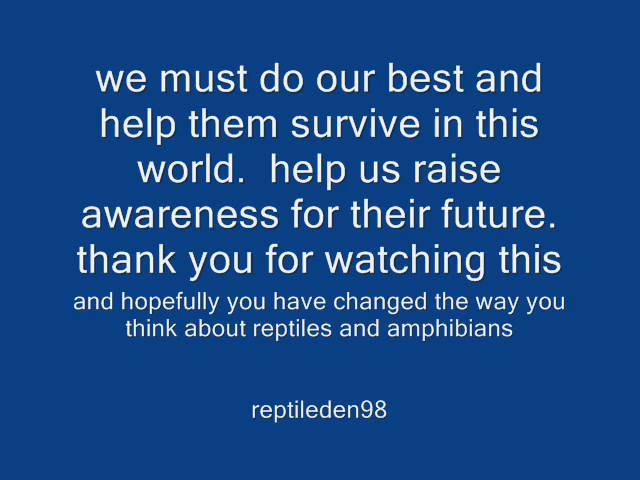 we must do our best and
help them survive in this
world.  help us raise
awareness for their future.
thank you for watching this
and hopefully you have changed the way you
think about reptiles and amphibians
reptileden98